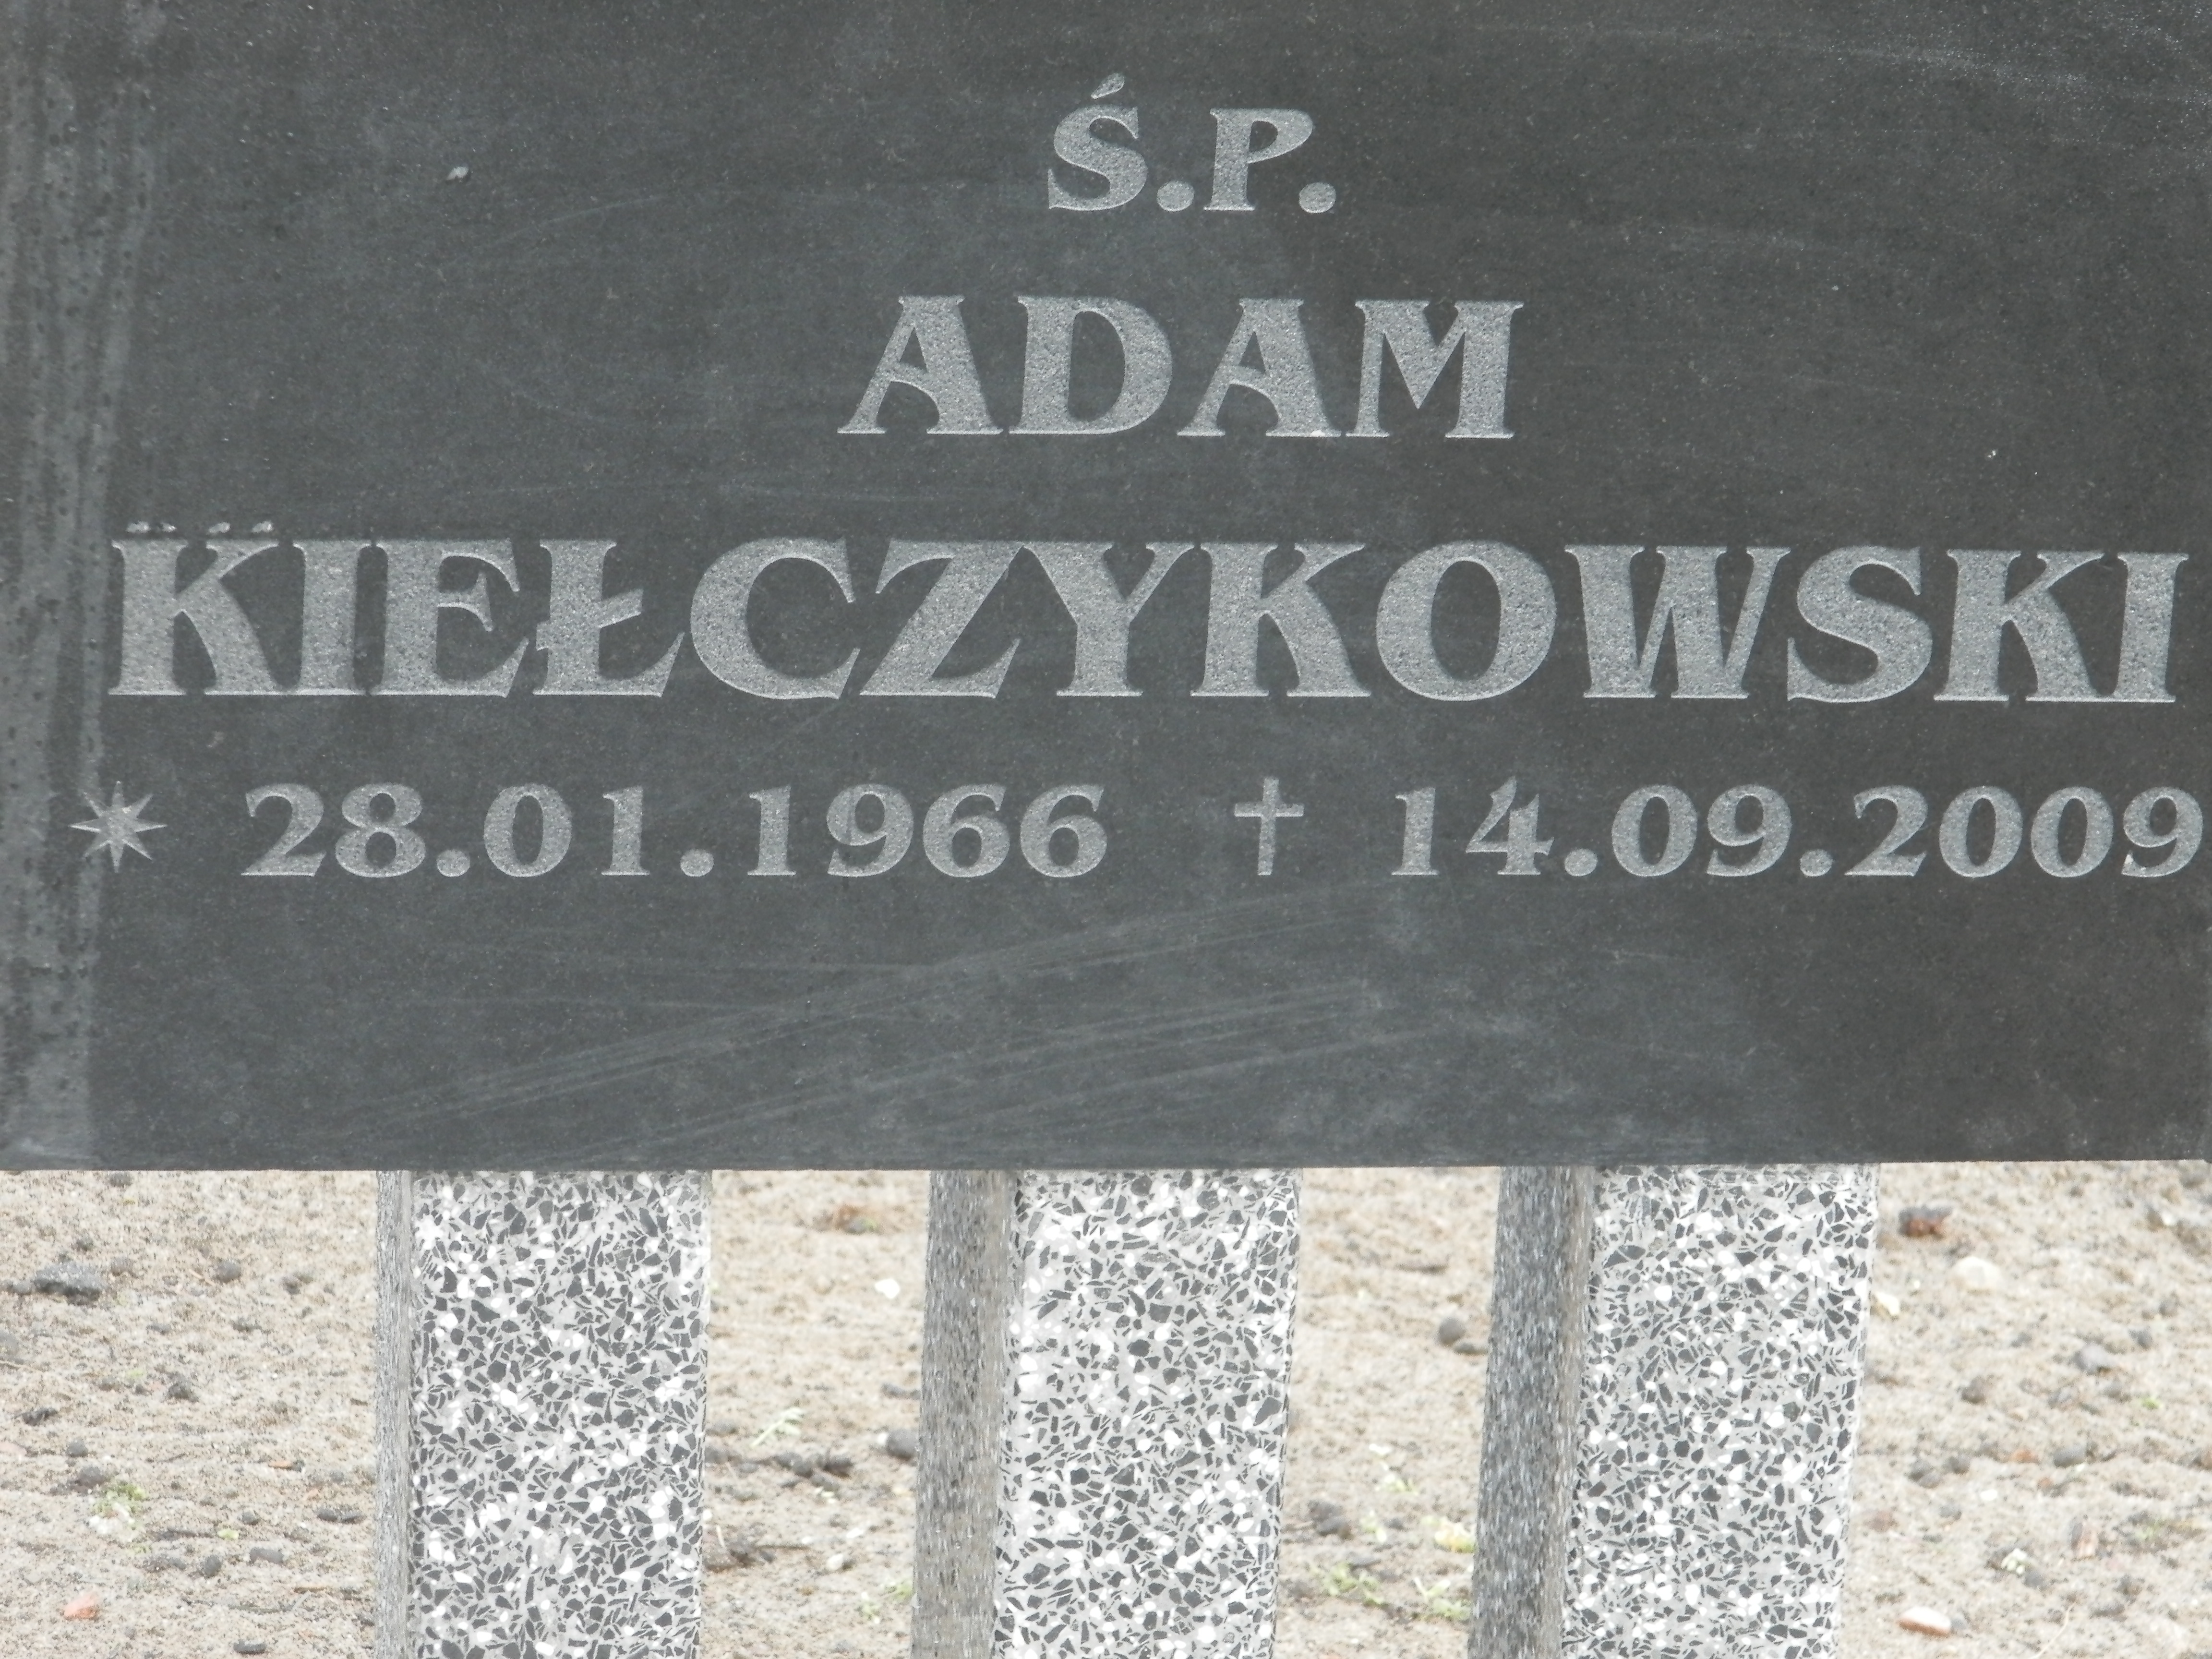 Ś.P.
ADAM
KIEŁCZYKOWSKI
* 28.01.1966 † 14.09.2009